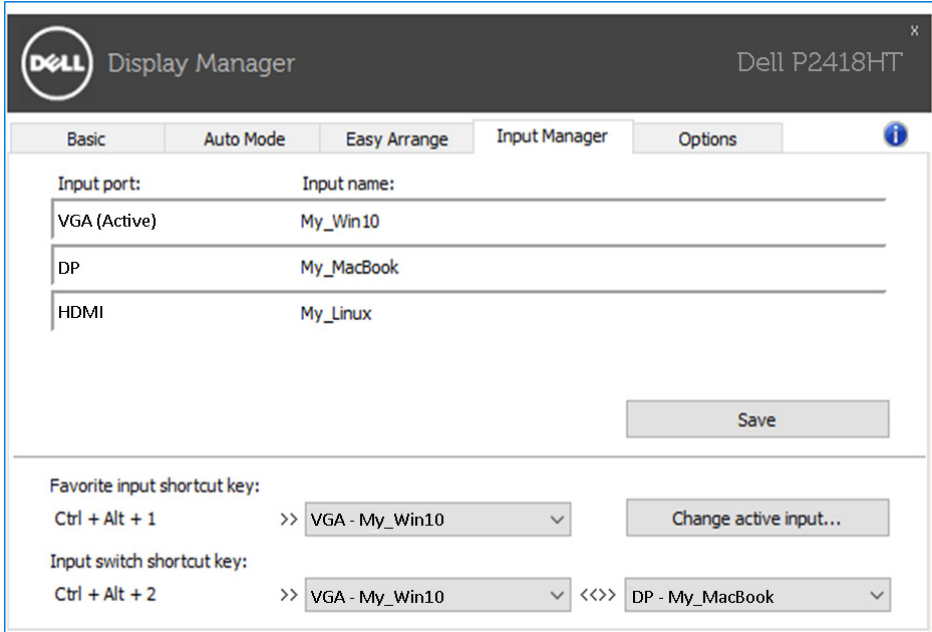 x
DELL Display Manager Dell P2418HT
Basic Auto Mode Easy Arrange Input Manager Options i
Input port: Input name:
VGA (Active) My_Win10
DP My_MacBook
HDMI My_Linux
Save
Favorite input shortcut key:
Ctrl + Alt + 1 >> VGA - My_Win10 Change active input...
Input switch shortcut key:
Ctrl + Alt + 2 >> VGA - My_Win10 <<>> DP - My_MacBook